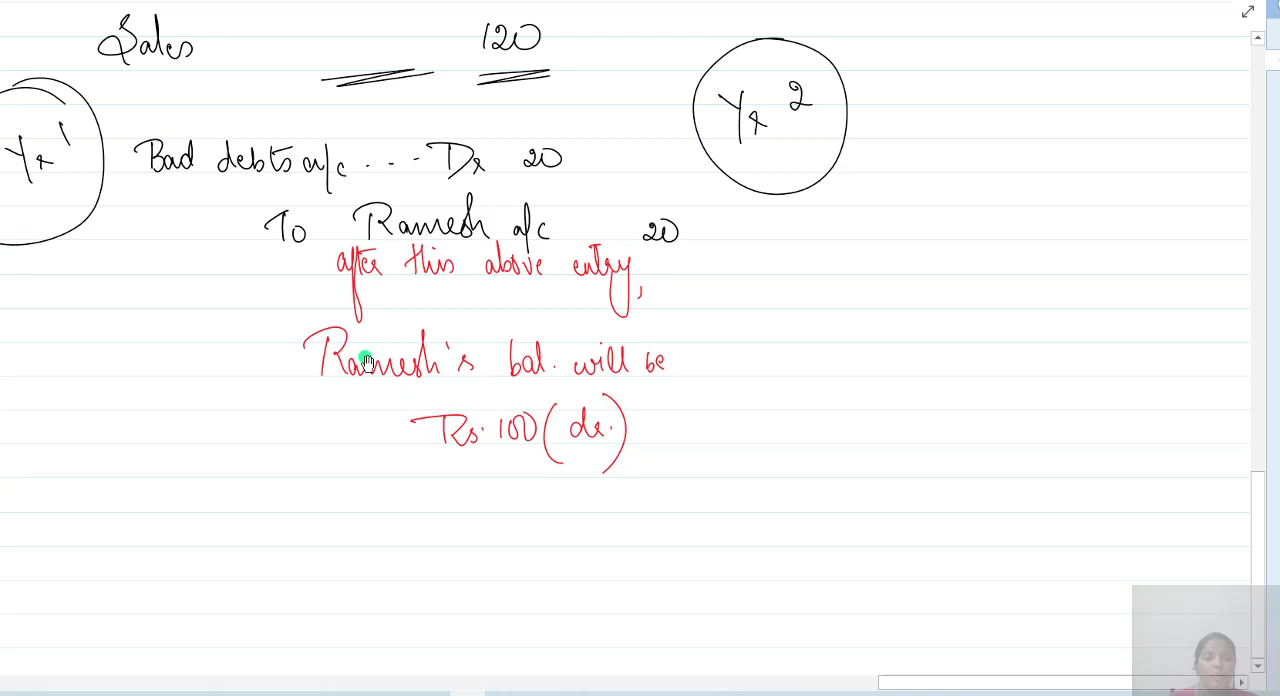 Sales 120
Yr 1
Yr 2
Bad debts a/c ... Dr 20
To Ramesh a/c 20
after this above entry,
Ramesh's bal. will be
Rs. 100 (dr.)